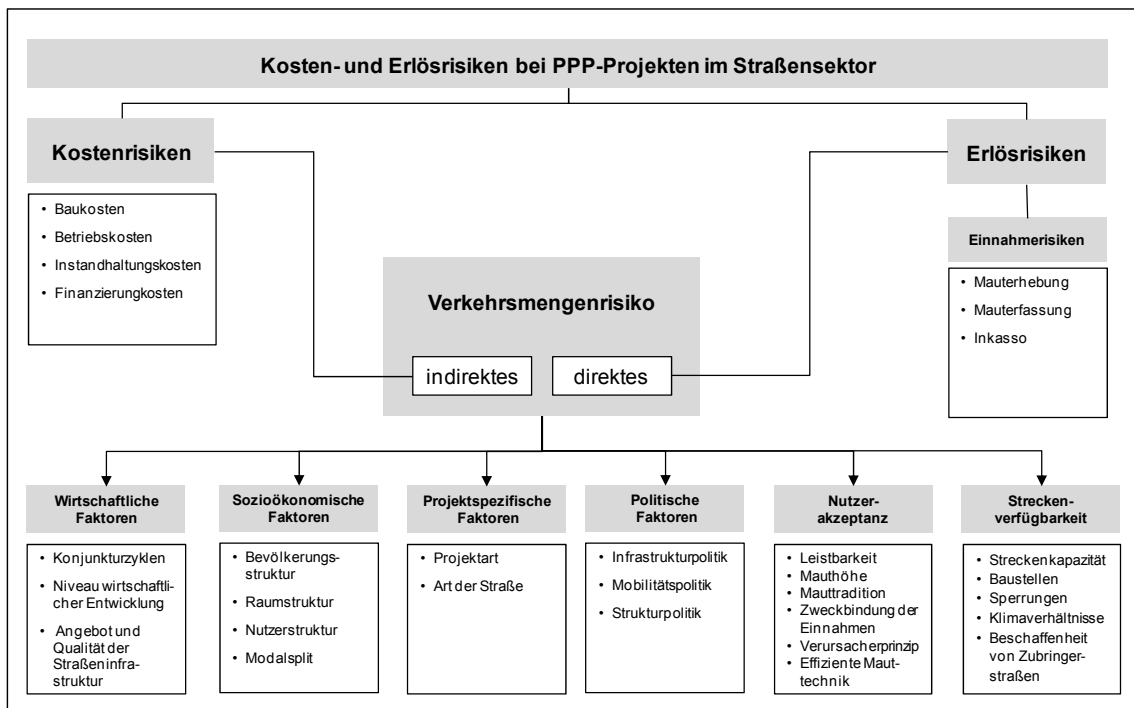 Kosten- und Erlösrisiken bei PPP-Projekten im Straßensektor
Kostenrisiken
• Baukosten
• Betriebskosten
• Instandhaltungskosten
• Finanzierungkosten
Erlösrisiken
Einnahmerisiken
• Mauterhebung
• Mauterfassung
• Inkasso
Verkehrsmengenrisiko
indirektes
direktes
Wirtschaftliche
Faktoren
• Konjunkturzyklen
• Niveau wirtschaftli-
cher Entwicklung
• Angebot und
Qualität der
Straßeninfra-
struktur
Sozioökonomische
Faktoren
• Bevölkerungs-
struktur
• Raumstruktur
• Nutzerstruktur
• Modalsplit
Projektspezifische
Faktoren
• Projektart
• Art der Straße
Politische
Faktoren
• Infrastrukturpolitik
• Mobilitätspolitik
• Strukturpolitik
Nutzer-
akzeptanz
• Leistbarkeit
• Mauthöhe
• Mauttradition
• Zweckbindung der
Einnahmen
• Verursacherprinzip
• Effiziente Maut-
technik
Strecken-
verfügbarkeit
• Streckenkapazität
• Baustellen
• Sperrungen
• Klimaverhältnisse
• Beschaffenheit
von Zubringer-
straßen